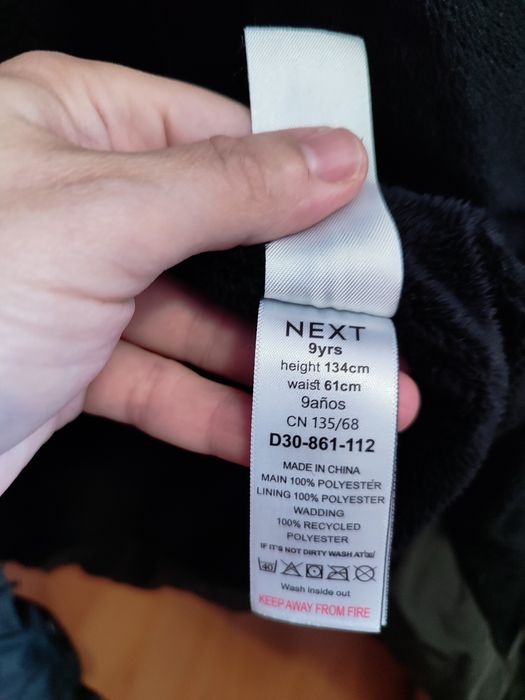 NEXT
9yrs
height 134cm
waist 61cm
9años
CN 135/68
D30-861-112
MADE IN CHINA
MAIN 100% POLYESTER
LINING 100% POLYESTER
WADDING
100% RECYCLED
POLYESTER
IF IT'S NOT DIRTY WASH AT 30
40
Wash inside out
KEEP AWAY FROM FIRE